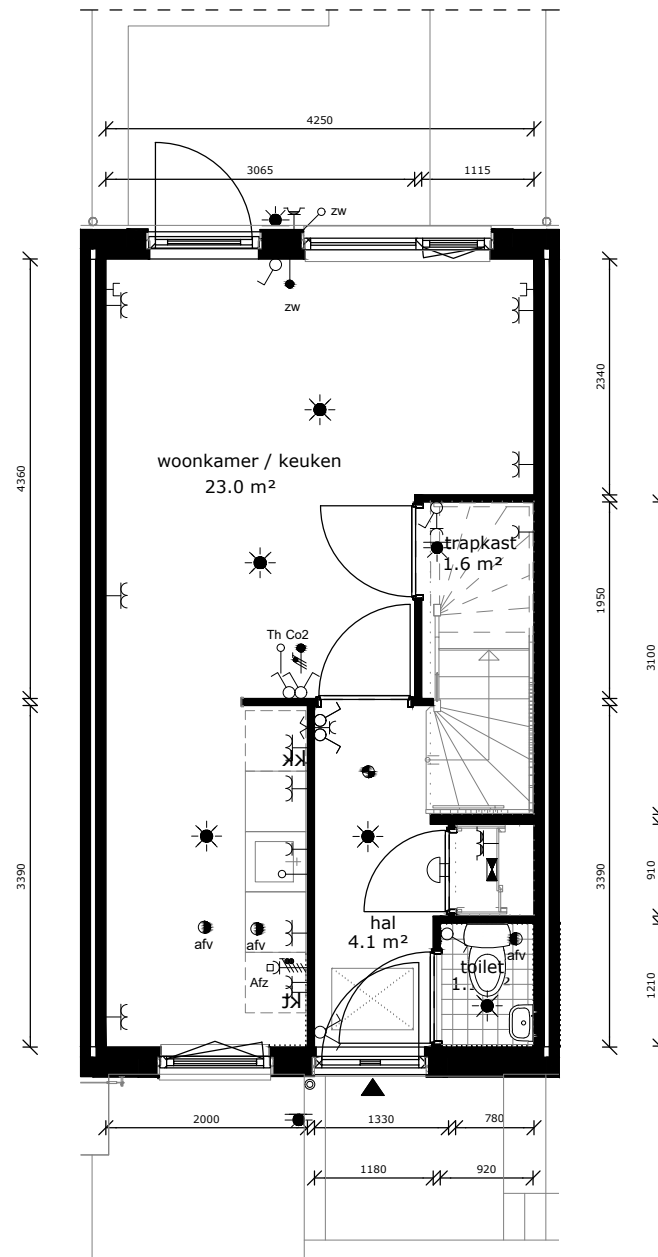 4250
3065
1115
zw
zw
4360
2340
woonkamer / keuken
23.0 m²
trapkast
1.6 m²
1950
3100
Th Co2
kk
3390
3390
910
hal
4.1 m²
afv
afv
afv
toilet
Afz
kt
1210
2000
1330
780
1180
920